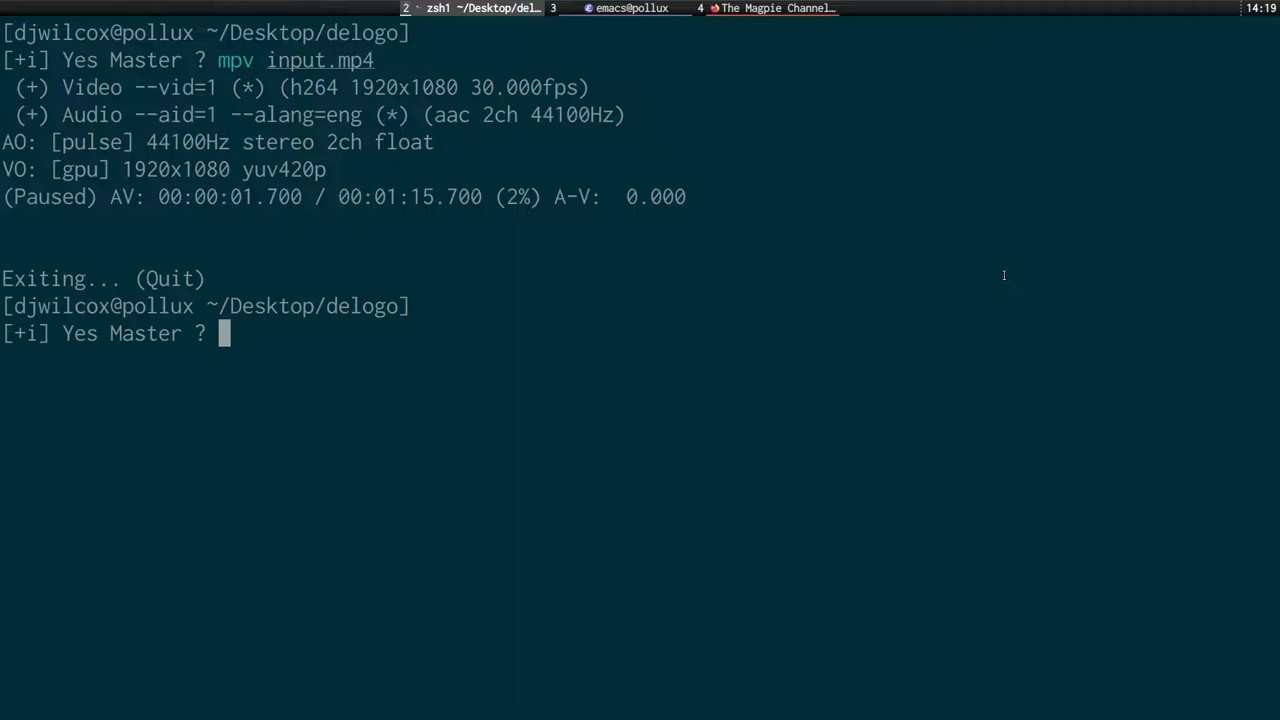 2 zsh1 ~/Desktop/del... 3 emacs@pollux 4 The Magpie Channel... 14:19
[djwilcox@pollux ~/Desktop/delogo]
[+i] Yes Master ? mpv input.mp4
(+) Video --vid=1 (*) (h264 1920x1080 30.000fps)
(+) Audio --aid=1 --alang=eng (*) (aac 2ch 44100Hz)
AO: [pulse] 44100Hz stereo 2ch float
VO: [gpu] 1920x1080 yuv420p
(Paused) AV: 00:00:01.700 / 00:01:15.700 (2%) A-V:  0.000
Exiting... (Quit)
[djwilcox@pollux ~/Desktop/delogo]
[+i] Yes Master ?